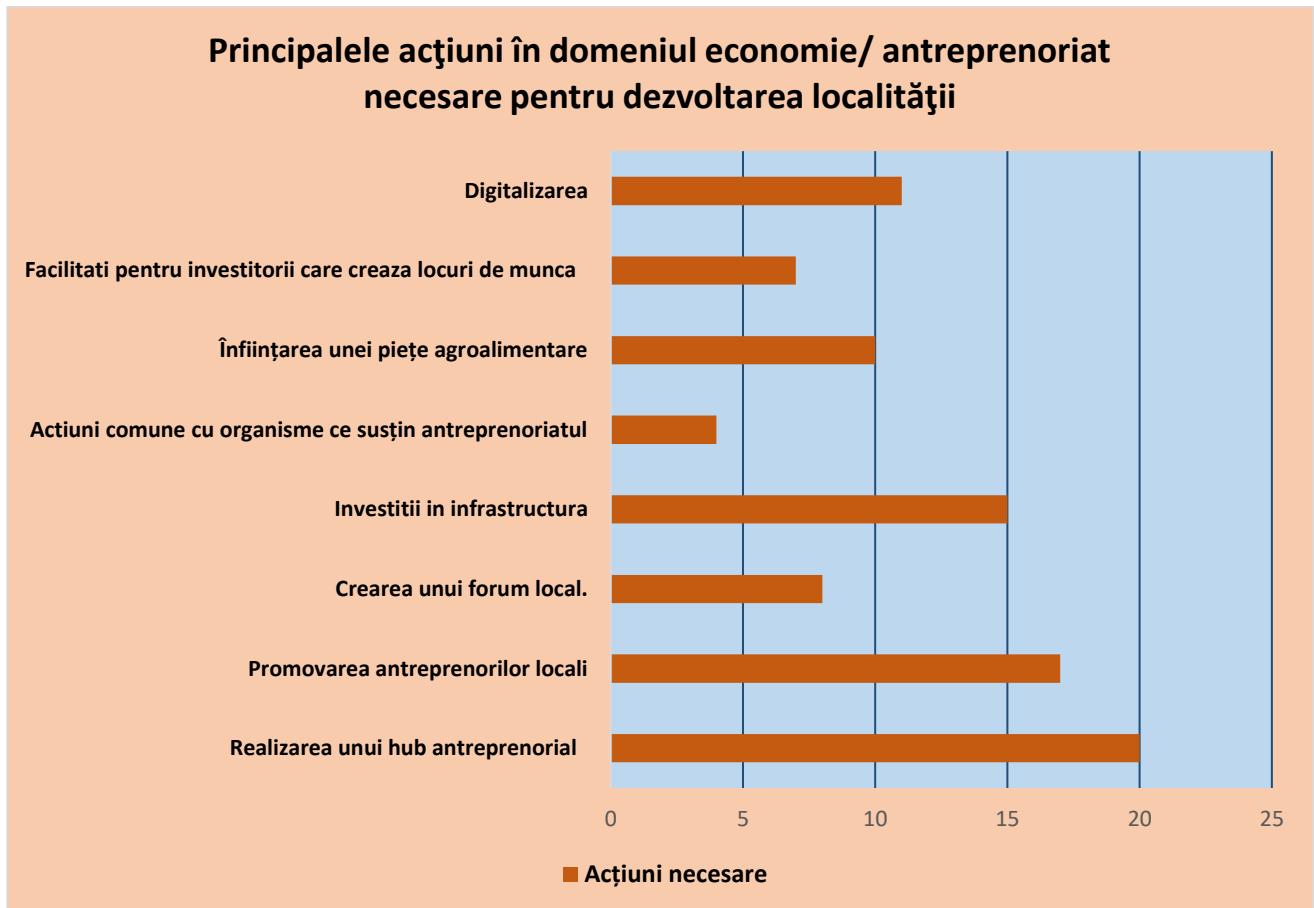 Principalele acţiuni în domeniul economie/ antreprenoriat
necesare pentru dezvoltarea localităţii
Digitalizarea
Facilitati pentru investitorii care creaza locuri de munca
Înființarea unei piețe agroalimentare
Actiuni comune cu organisme ce susțin antreprenoriatul
Investitii in infrastructura
Crearea unui forum local.
Promovarea antreprenorilor locali
Realizarea unui hub antreprenorial
0 5 10 15 20 25
Acțiuni necesare